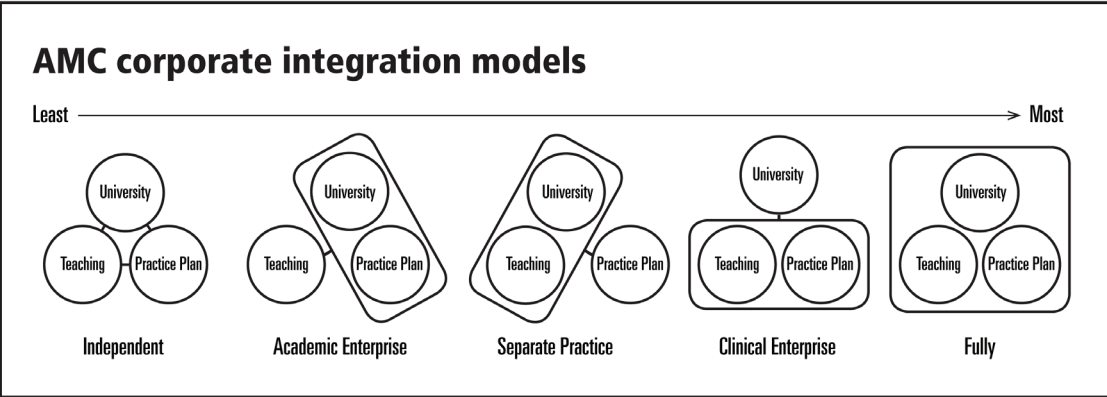 AMC corporate integration models
Least Most
University University University University University
Teaching Practice Plan Teaching Practice Plan Teaching Practice Plan Teaching Practice Plan Teaching Practice Plan
Independent Academic Enterprise Separate Practice Clinical Enterprise Fully